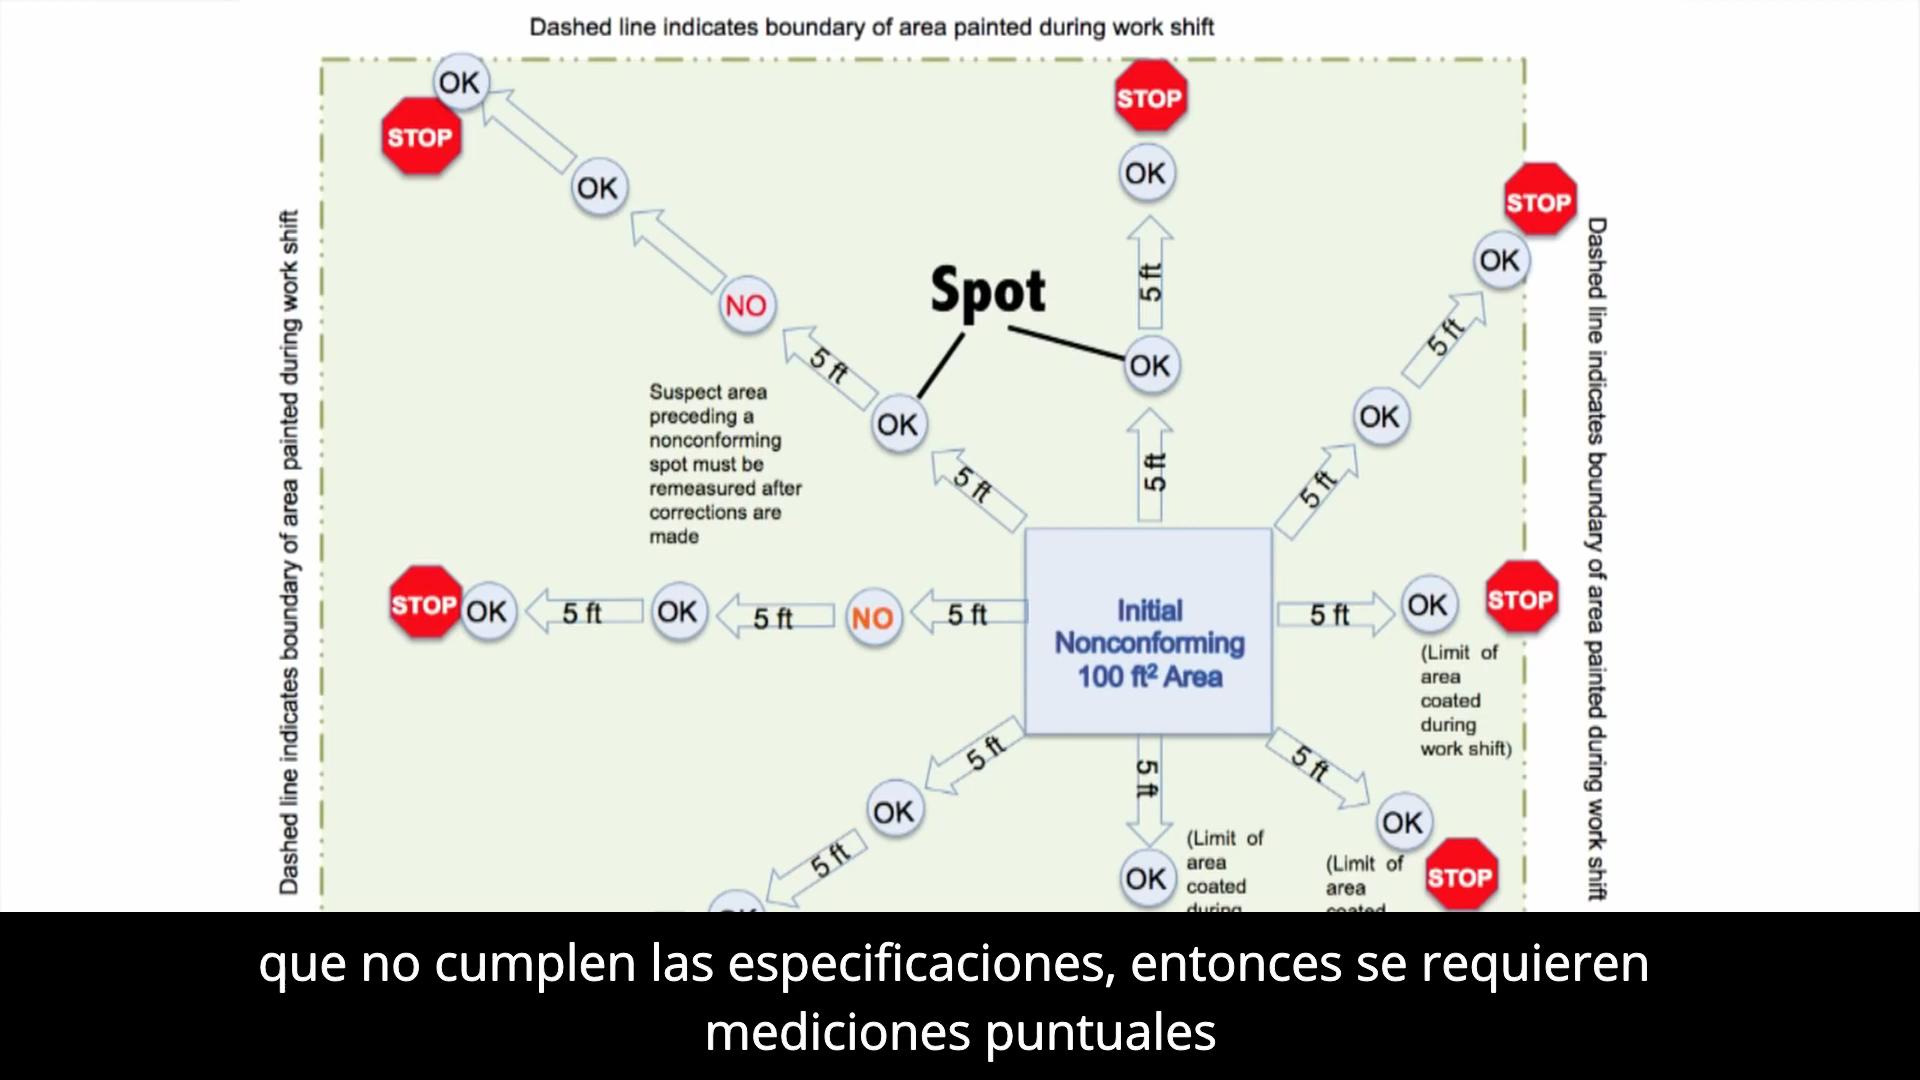 Dashed line indicates boundary of area painted during work shift
OK
STOP
STOP
OK
OK
STOP
Dashed line indicates boundary of area painted during work shift
Dashed line indicates boundary of area painted during work shift
OK
5 ft
NO
Spot
5 ft
5 ft
OK
Suspect area
preceding a
nonconforming
spot must be
remeasured after
corrections are
made
OK
OK
5 ft
5 ft
5 ft
STOP
OK
5 ft
OK
5 ft
NO
5 ft
Initial
Nonconforming
100 ft² Area
5 ft
OK
STOP
(Limit of
area
coated
during
work shift)
5 ft
5 ft
5 ft
OK
5 ft
OK
(Limit of
area
coated
during
OK
STOP
(Limit of
area
coated
que no cumplen las especificaciones, entonces se requieren
mediciones puntuales